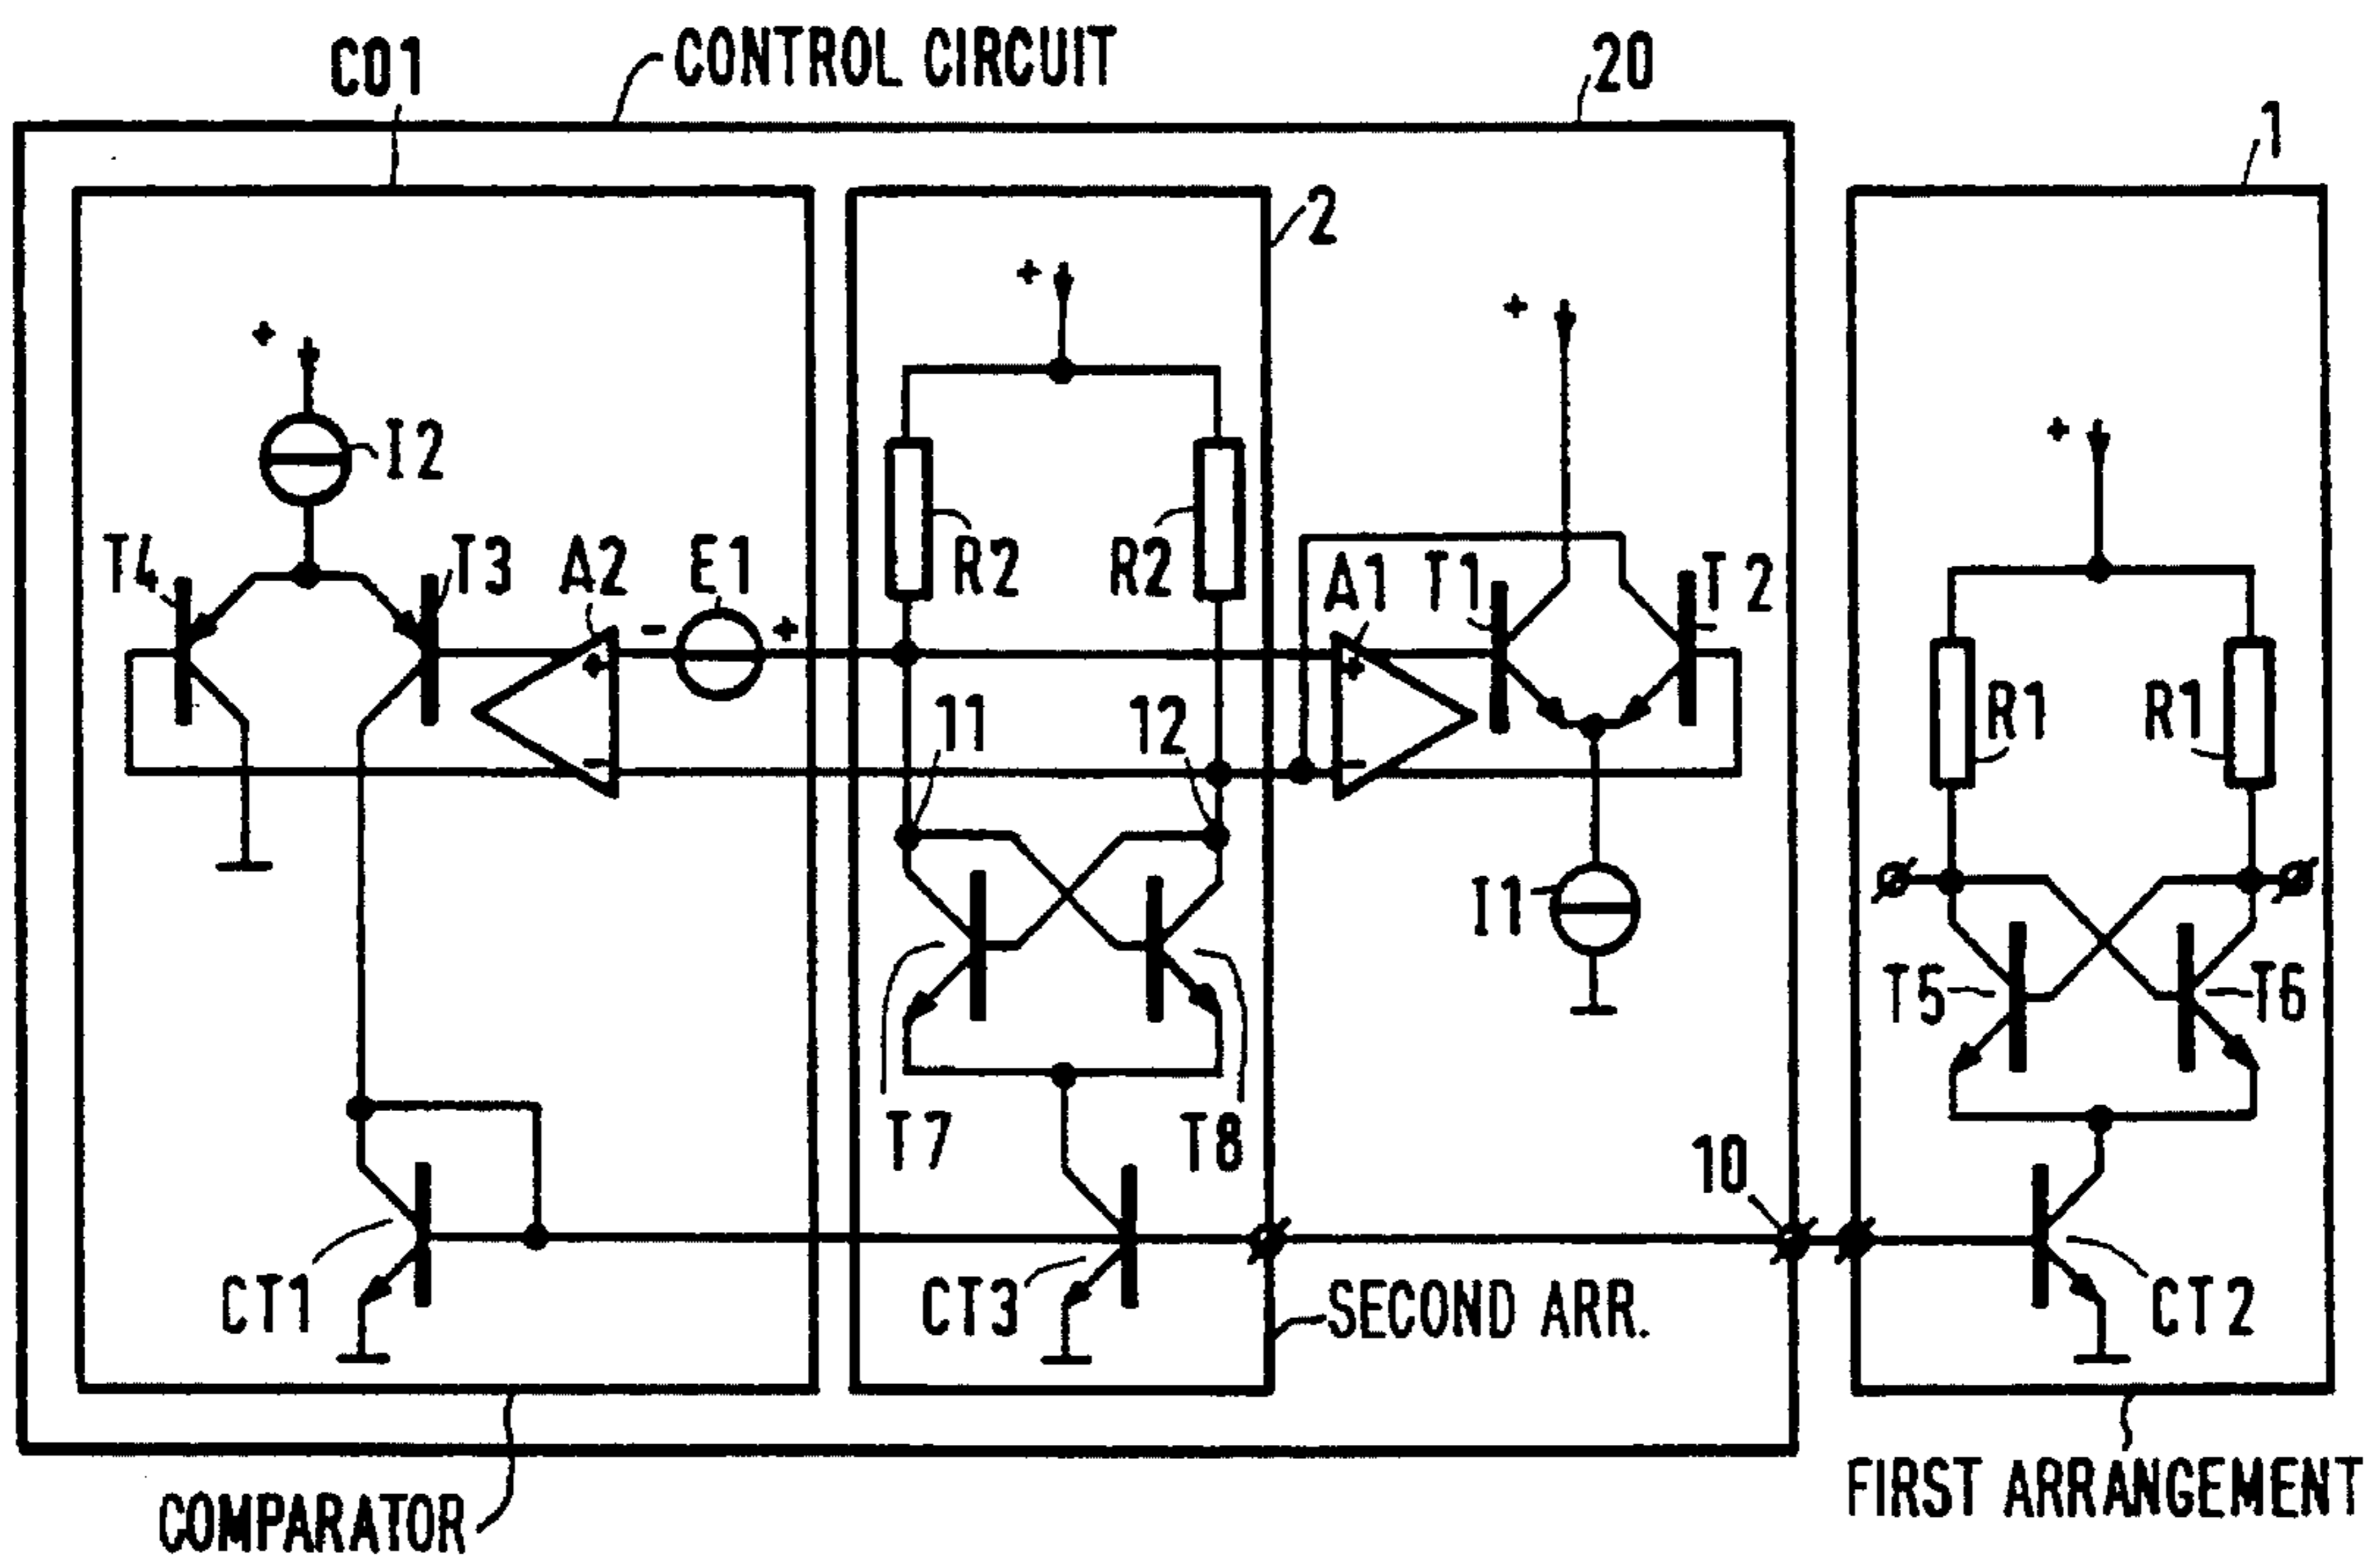 CO1
CONTROL CIRCUIT
20
1
2
+
+
+
+
I2
T4
T3
A2
E1
-
+
R2
R2
A1
T1
T2
+
-
+
-
11
12
R1
R1
I1
T5
T6
T7
T8
10
CT1
CT3
SECOND ARR.
CT2
COMPARATOR
FIRST ARRANGEMENT